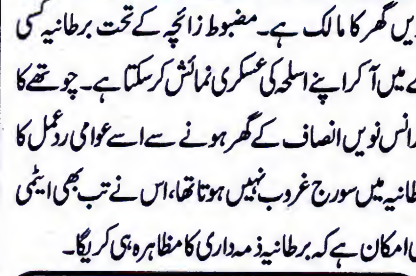 ویں گھر کا مالک ہے۔ مضبوط زائچہ کے تحت برطانیہ کسی
ے میں آ کر اپنے اسلحہ کی عسکری نمائش کر سکتا ہے۔ چوتھے کا
رانس نویں انصاف کے گھر ہونے سے اسے عوامی ردعمل کا
طانیہ میں سورج غروب نہیں ہوتا تھا، اس نے تب بھی ایٹمی
امکان ہے کہ برطانیہ ذمہ داری کا مظاہرہ ہی کریگا۔